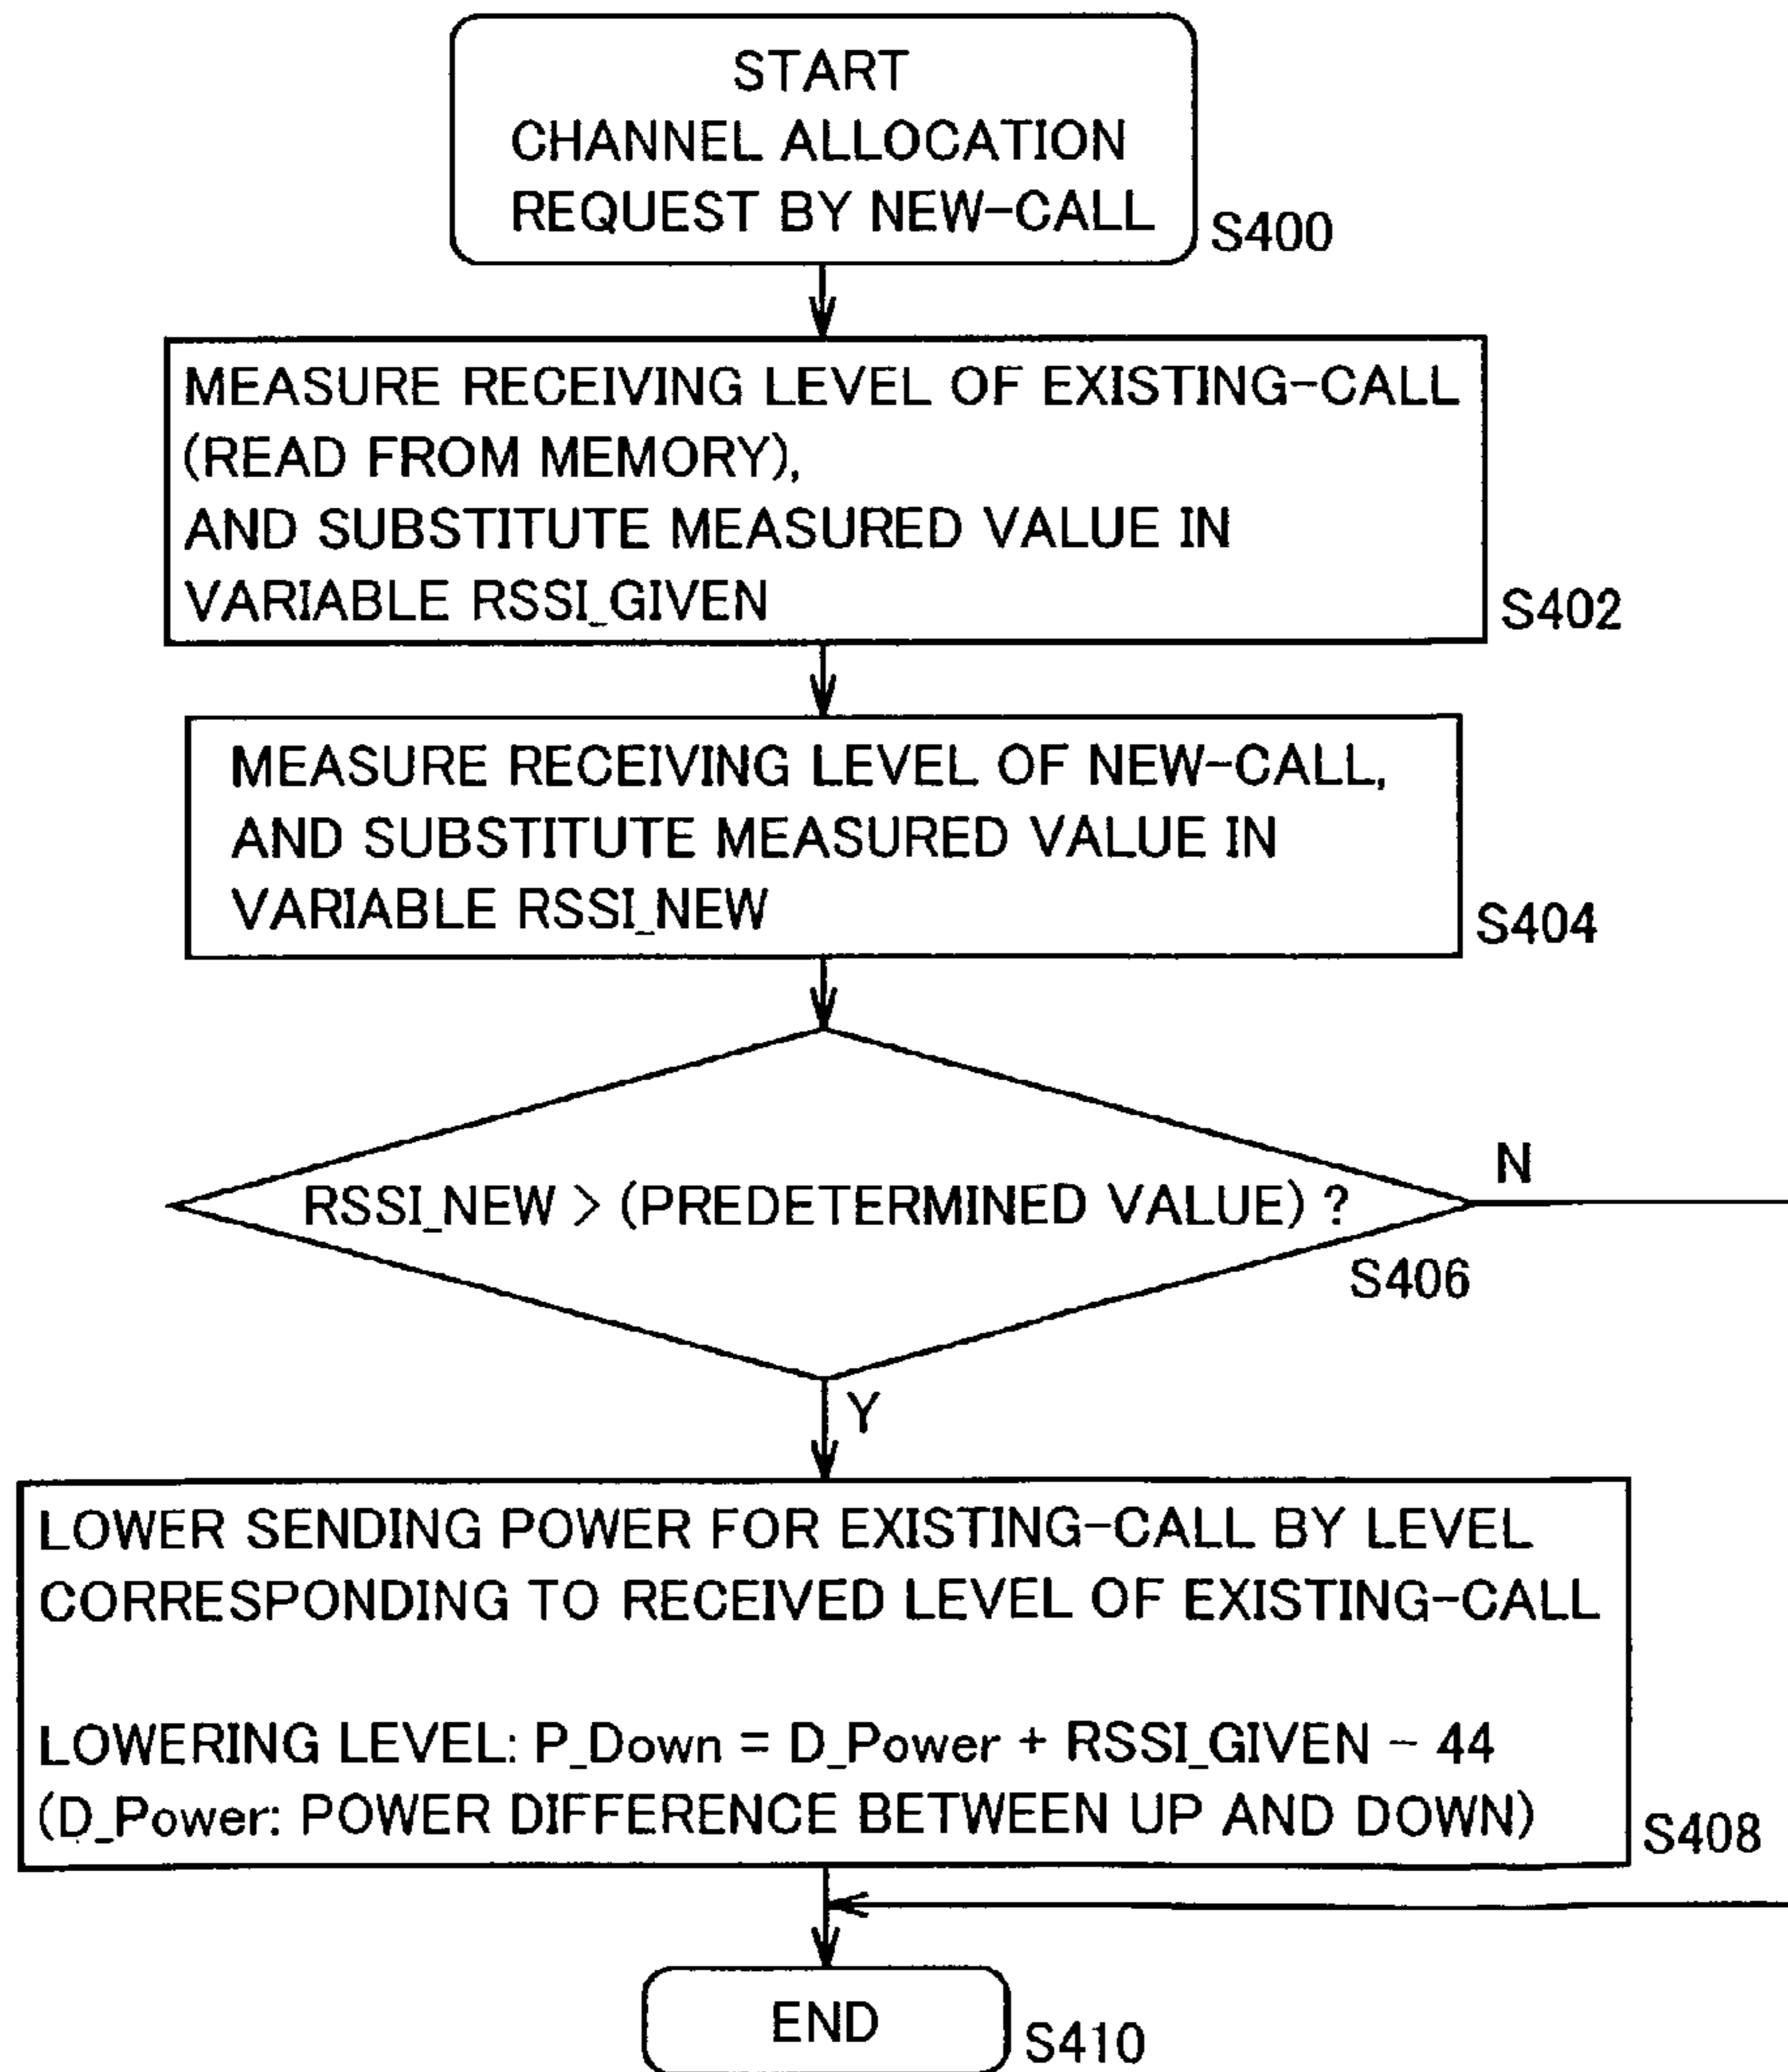 START
CHANNEL ALLOCATION
REQUEST BY NEW-CALL
S400
MEASURE RECEIVING LEVEL OF EXISTING-CALL
(READ FROM MEMORY),
AND SUBSTITUTE MEASURED VALUE IN
VARIABLE RSSI_GIVEN
S402
MEASURE RECEIVING LEVEL OF NEW-CALL,
AND SUBSTITUTE MEASURED VALUE IN
VARIABLE RSSI_NEW
S404
N
RSSI_NEW > (PREDETERMINED VALUE) ?
S406
Y
LOWER SENDING POWER FOR EXISTING-CALL BY LEVEL
CORRESPONDING TO RECEIVED LEVEL OF EXISTING-CALL
LOWERING LEVEL: P_Down = D_Power + RSSI_GIVEN - 44
(D_Power: POWER DIFFERENCE BETWEEN UP AND DOWN)
S408
END
S410